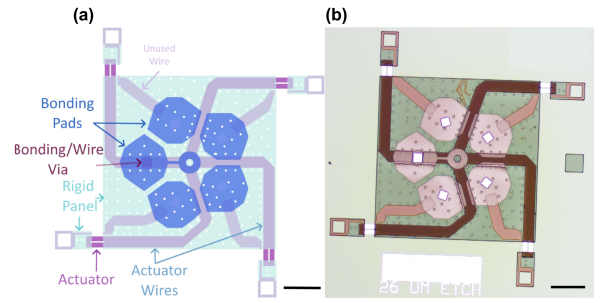 (a)
Unused
Wire
Bonding
Pads
Bonding/Wire
Via
Rigid
Panel
Actuator
Actuator
Wires
(b)
26 UM ETCH